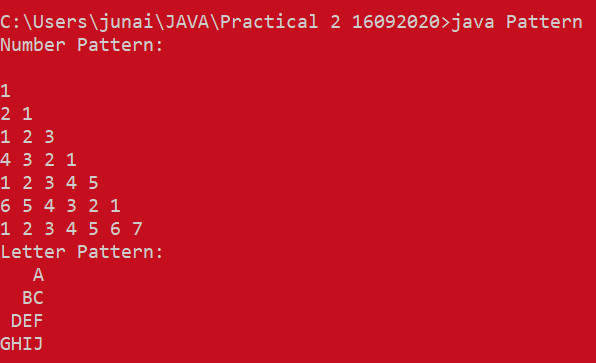 C:\Users\junai\JAVA\Practical 2 16092020>java Pattern
Number Pattern:

1
2 1
1 2 3
4 3 2 1
1 2 3 4 5
6 5 4 3 2 1
1 2 3 4 5 6 7
Letter Pattern:
   A
  BC
 DEF
GHIJ